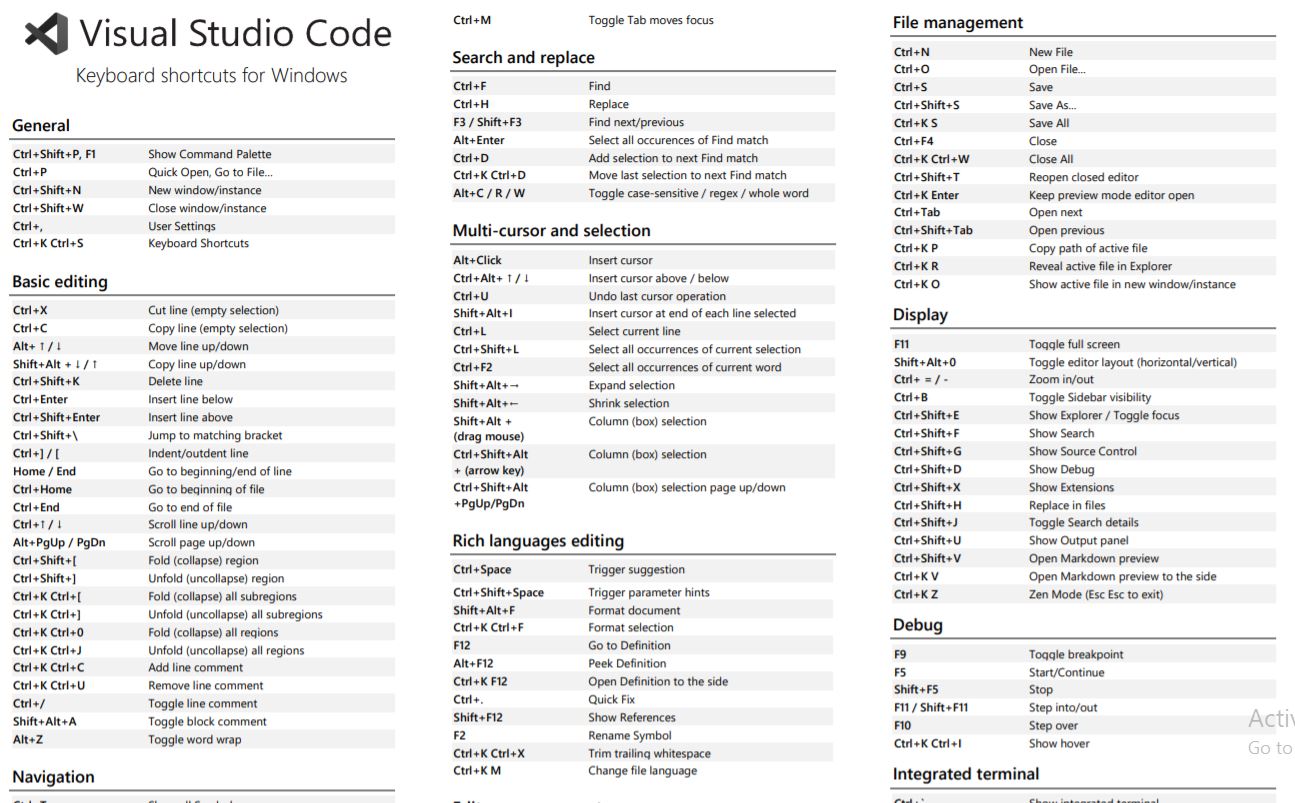 Visual Studio Code
Keyboard shortcuts for Windows
General
Ctrl+Shift+P, F1 Show Command Palette
Ctrl+P Quick Open, Go to File...
Ctrl+Shift+N New window/instance
Ctrl+Shift+W Close window/instance
Ctrl+, User Settings
Ctrl+K Ctrl+S Keyboard Shortcuts
Basic editing
Ctrl+X Cut line (empty selection)
Ctrl+C Copy line (empty selection)
Alt+ ↑ / ↓ Move line up/down
Shift+Alt + ↓ / ↑ Copy line up/down
Ctrl+Shift+K Delete line
Ctrl+Enter Insert line below
Ctrl+Shift+Enter Insert line above
Ctrl+Shift+\ Jump to matching bracket
Ctrl+] / [ Indent/outdent line
Home / End Go to beginning/end of line
Ctrl+Home Go to beginning of file
Ctrl+End Go to end of file
Ctrl+↑ / ↓ Scroll line up/down
Alt+PgUp / PgDn Scroll page up/down
Ctrl+Shift+[ Fold (collapse) region
Ctrl+Shift+] Unfold (uncollapse) region
Ctrl+K Ctrl+[ Fold (collapse) all subregions
Ctrl+K Ctrl+] Unfold (uncollapse) all subregions
Ctrl+K Ctrl+0 Fold (collapse) all regions
Ctrl+K Ctrl+J Unfold (uncollapse) all regions
Ctrl+K Ctrl+C Add line comment
Ctrl+K Ctrl+U Remove line comment
Ctrl+/ Toggle line comment
Shift+Alt+A Toggle block comment
Alt+Z Toggle word wrap
Navigation
Ctrl+M Toggle Tab moves focus
Search and replace
Ctrl+F Find
Ctrl+H Replace
F3 / Shift+F3 Find next/previous
Alt+Enter Select all occurences of Find match
Ctrl+D Add selection to next Find match
Ctrl+K Ctrl+D Move last selection to next Find match
Alt+C / R / W Toggle case-sensitive / regex / whole word
Multi-cursor and selection
Alt+Click Insert cursor
Ctrl+Alt+ ↑ / ↓ Insert cursor above / below
Ctrl+U Undo last cursor operation
Shift+Alt+I Insert cursor at end of each line selected
Ctrl+L Select current line
Ctrl+Shift+L Select all occurrences of current selection
Ctrl+F2 Select all occurrences of current word
Shift+Alt+→ Expand selection
Shift+Alt+← Shrink selection
Shift+Alt + Column (box) selection
(drag mouse)
Ctrl+Shift+Alt Column (box) selection
+ (arrow key)
Ctrl+Shift+Alt Column (box) selection page up/down
+PgUp/PgDn
Rich languages editing
Ctrl+Space Trigger suggestion
Ctrl+Shift+Space Trigger parameter hints
Shift+Alt+F Format document
Ctrl+K Ctrl+F Format selection
F12 Go to Definition
Alt+F12 Peek Definition
Ctrl+K F12 Open Definition to the side
Ctrl+. Quick Fix
Shift+F12 Show References
F2 Rename Symbol
Ctrl+K Ctrl+X Trim trailing whitespace
Ctrl+K M Change file language
File management
Ctrl+N New File
Ctrl+O Open File...
Ctrl+S Save
Ctrl+Shift+S Save As...
Ctrl+K S Save All
Ctrl+F4 Close
Ctrl+K Ctrl+W Close All
Ctrl+Shift+T Reopen closed editor
Ctrl+K Enter Keep preview mode editor open
Ctrl+Tab Open next
Ctrl+Shift+Tab Open previous
Ctrl+K P Copy path of active file
Ctrl+K R Reveal active file in Explorer
Ctrl+K O Show active file in new window/instance
Display
F11 Toggle full screen
Shift+Alt+0 Toggle editor layout (horizontal/vertical)
Ctrl+ = / - Zoom in/out
Ctrl+B Toggle Sidebar visibility
Ctrl+Shift+E Show Explorer / Toggle focus
Ctrl+Shift+F Show Search
Ctrl+Shift+G Show Source Control
Ctrl+Shift+D Show Debug
Ctrl+Shift+X Show Extensions
Ctrl+Shift+H Replace in files
Ctrl+Shift+J Toggle Search details
Ctrl+Shift+U Show Output panel
Ctrl+Shift+V Open Markdown preview
Ctrl+K V Open Markdown preview to the side
Ctrl+K Z Zen Mode (Esc Esc to exit)
Debug
F9 Toggle breakpoint
F5 Start/Continue
Shift+F5 Stop
F11 / Shift+F11 Step into/out
F10 Step over
Ctrl+K Ctrl+I Show hover
Integrated terminal
Ctrl+` Show integrated terminal
Go to